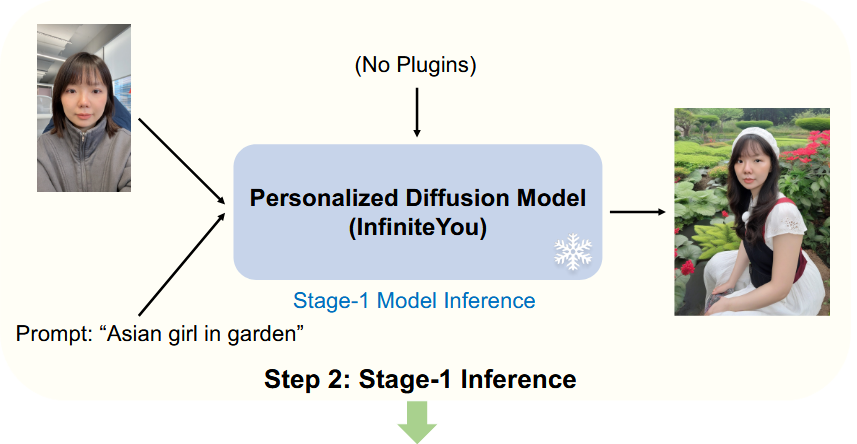 (No Plugins)
Personalized Diffusion Model
(InfiniteYou)
Stage-1 Model Inference
Prompt: “Asian girl in garden”
Step 2: Stage-1 Inference